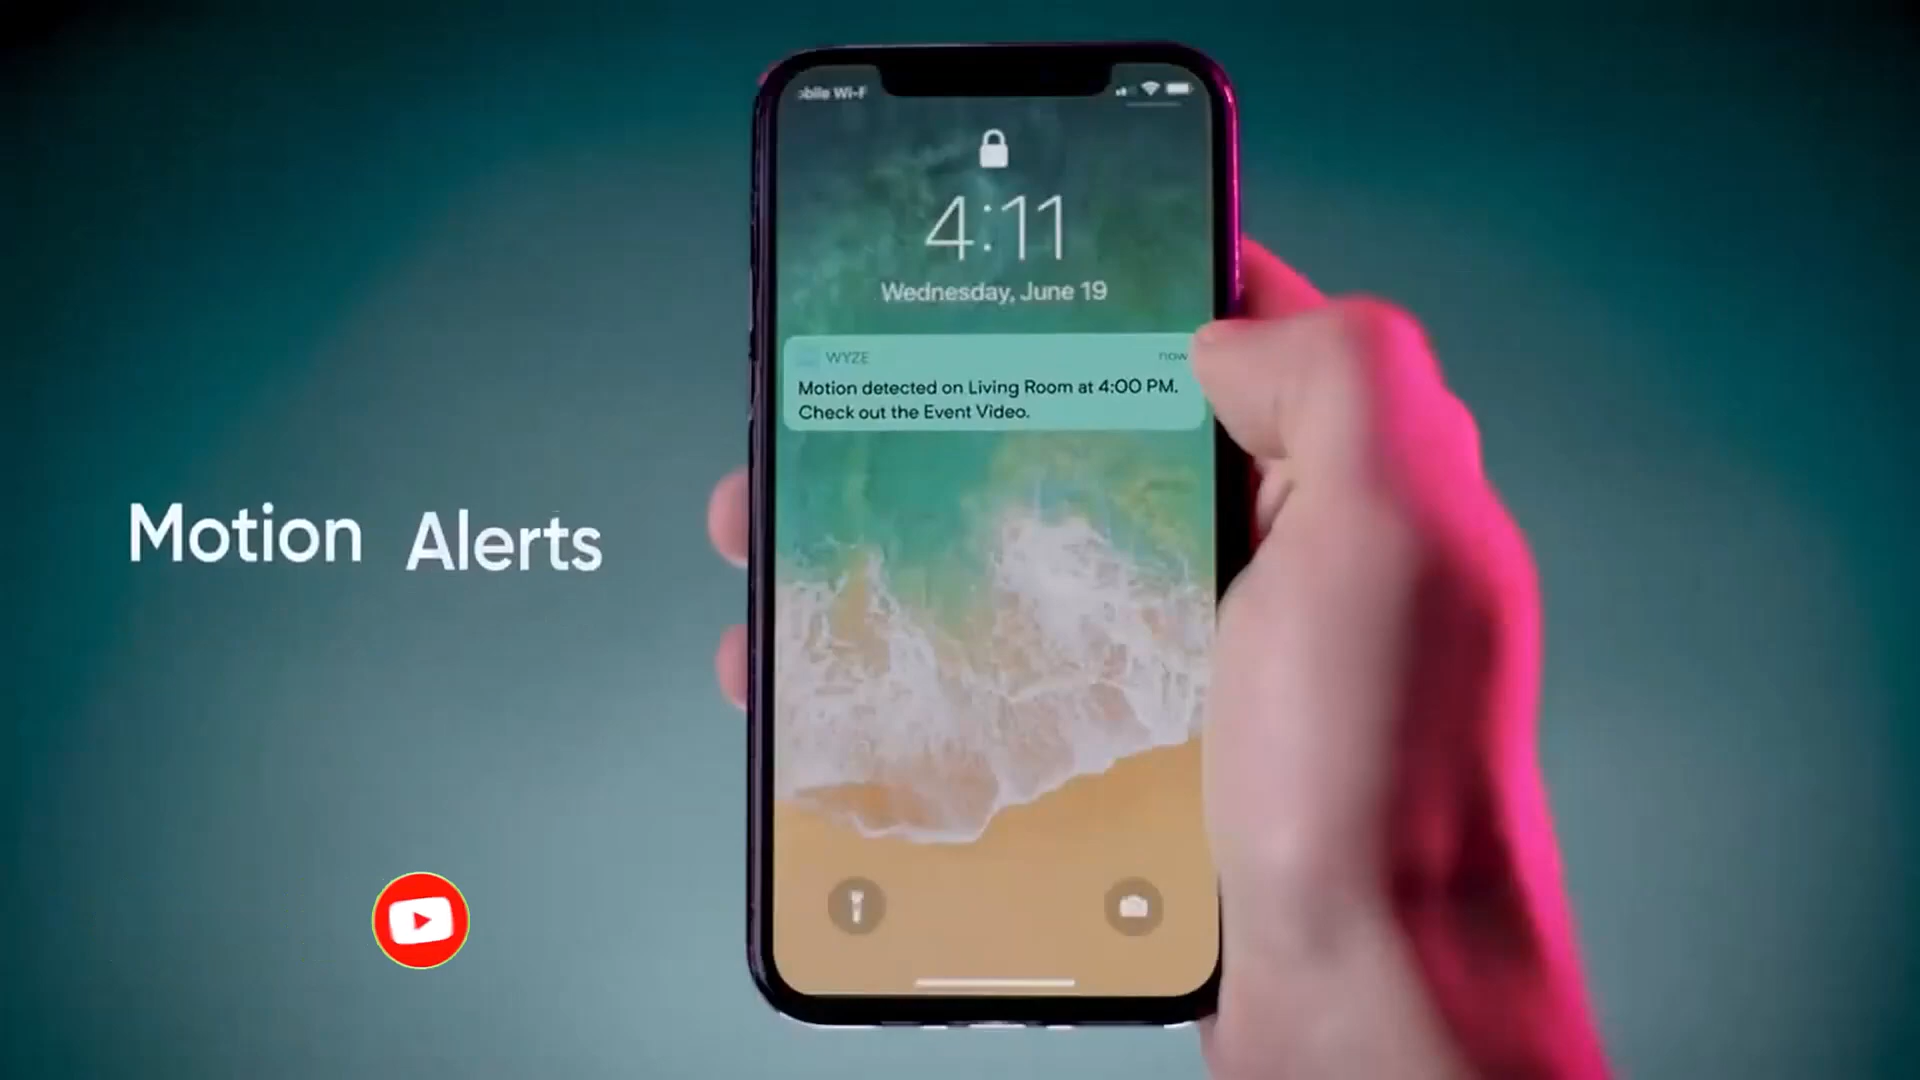 4:11
Wednesday, June 19
WYZE now
Motion detected on Living Room at 4:00 PM.
Check out the Event Video.
Motion Alerts